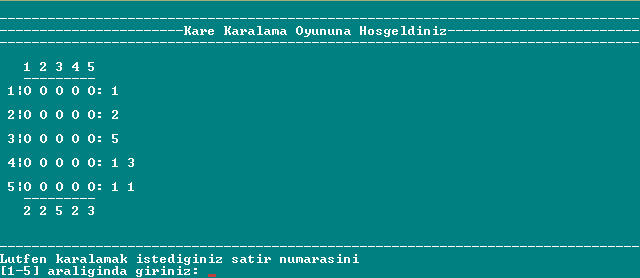 Kare Karalama Oyununa Hosgeldiniz
1 2 3 4 5
1|0 0 0 0 0: 1
2|0 0 0 0 0: 2
3|0 0 0 0 0: 5
4|0 0 0 0 0: 1 3
5|0 0 0 0 0: 1 1
2 2 5 2 3
Lutfen karalamak istediginiz satir numarasini
[1-5] araliginda giriniz: